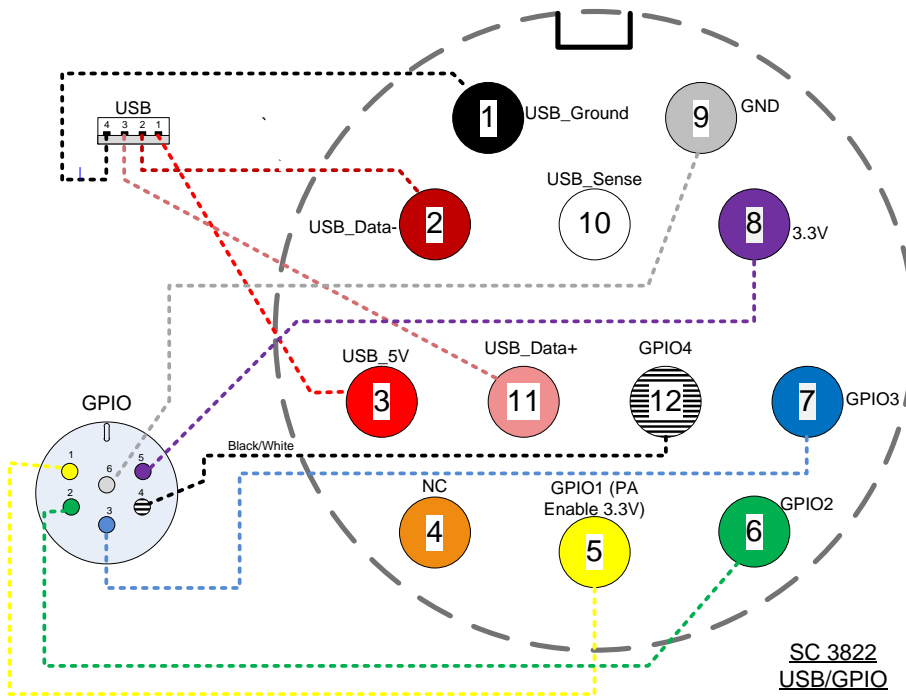 USB
4 3 2 1
1
USB_Ground
9
GND
USB_Sense
10
2
USB_Data-
8
3.3V
USB_5V
3
USB_Data+
11
GPIO4
12
7
GPIO3
GPIO
1
2
3
4
5
6
Black/White
NC
4
GPIO1 (PA
Enable 3.3V)
5
GPIO2
6
SC 3822
USB/GPIO